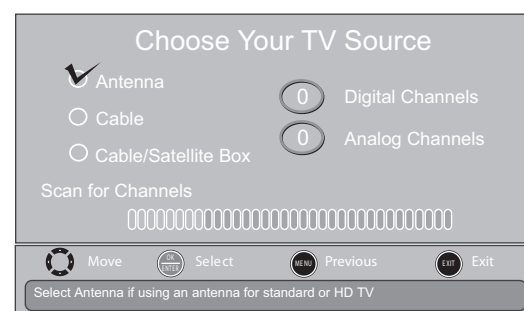 Choose Your TV Source
Antenna
Cable
Cable/Satellite Box
0 Digital Channels
0 Analog Channels
Scan for Channels
Move OK ENTER Select MENU Previous EXIT Exit
Select Antenna if using an antenna for standard or HD TV